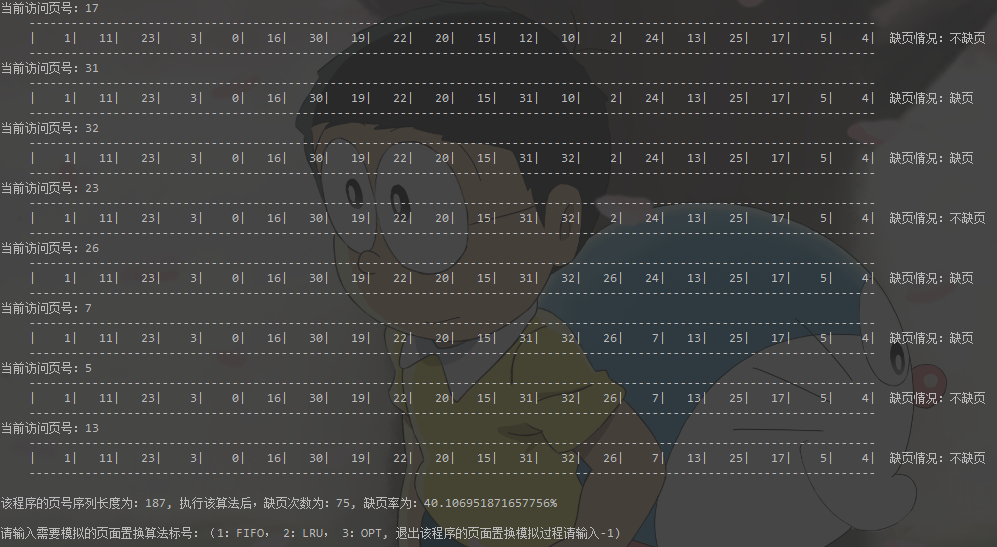 当前访问页号：17
------------------------------------------------------------------------------------------------------------------------
| 1| 11| 23| 3| 0| 16| 30| 19| 22| 20| 15| 12| 10| 2| 24| 13| 25| 17| 5| 4| 缺页情况：不缺页
------------------------------------------------------------------------------------------------------------------------
当前访问页号：31
------------------------------------------------------------------------------------------------------------------------
| 1| 11| 23| 3| 0| 16| 30| 19| 22| 20| 15| 31| 10| 2| 24| 13| 25| 17| 5| 4| 缺页情况：缺页
------------------------------------------------------------------------------------------------------------------------
当前访问页号：32
------------------------------------------------------------------------------------------------------------------------
| 1| 11| 23| 3| 0| 16| 30| 19| 22| 20| 15| 31| 32| 2| 24| 13| 25| 17| 5| 4| 缺页情况：缺页
------------------------------------------------------------------------------------------------------------------------
当前访问页号：23
------------------------------------------------------------------------------------------------------------------------
| 1| 11| 23| 3| 0| 16| 30| 19| 22| 20| 15| 31| 32| 2| 24| 13| 25| 17| 5| 4| 缺页情况：不缺页
------------------------------------------------------------------------------------------------------------------------
当前访问页号：26
------------------------------------------------------------------------------------------------------------------------
| 1| 11| 23| 3| 0| 16| 30| 19| 22| 20| 15| 31| 32| 26| 24| 13| 25| 17| 5| 4| 缺页情况：缺页
------------------------------------------------------------------------------------------------------------------------
当前访问页号：7
------------------------------------------------------------------------------------------------------------------------
| 1| 11| 23| 3| 0| 16| 30| 19| 22| 20| 15| 31| 32| 26| 7| 13| 25| 17| 5| 4| 缺页情况：缺页
------------------------------------------------------------------------------------------------------------------------
当前访问页号：5
------------------------------------------------------------------------------------------------------------------------
| 1| 11| 23| 3| 0| 16| 30| 19| 22| 20| 15| 31| 32| 26| 7| 13| 25| 17| 5| 4| 缺页情况：不缺页
------------------------------------------------------------------------------------------------------------------------
当前访问页号：13
------------------------------------------------------------------------------------------------------------------------
| 1| 11| 23| 3| 0| 16| 30| 19| 22| 20| 15| 31| 32| 26| 7| 13| 25| 17| 5| 4| 缺页情况：不缺页
------------------------------------------------------------------------------------------------------------------------
该程序的页号序列长度为：187, 执行该算法后，缺页次数为：75, 缺页率为：40.106951871657756%
请输入需要模拟的页面置换算法标号：（1：FIFO， 2：LRU， 3：OPT, 退出该程序的页面置换模拟过程请输入-1）